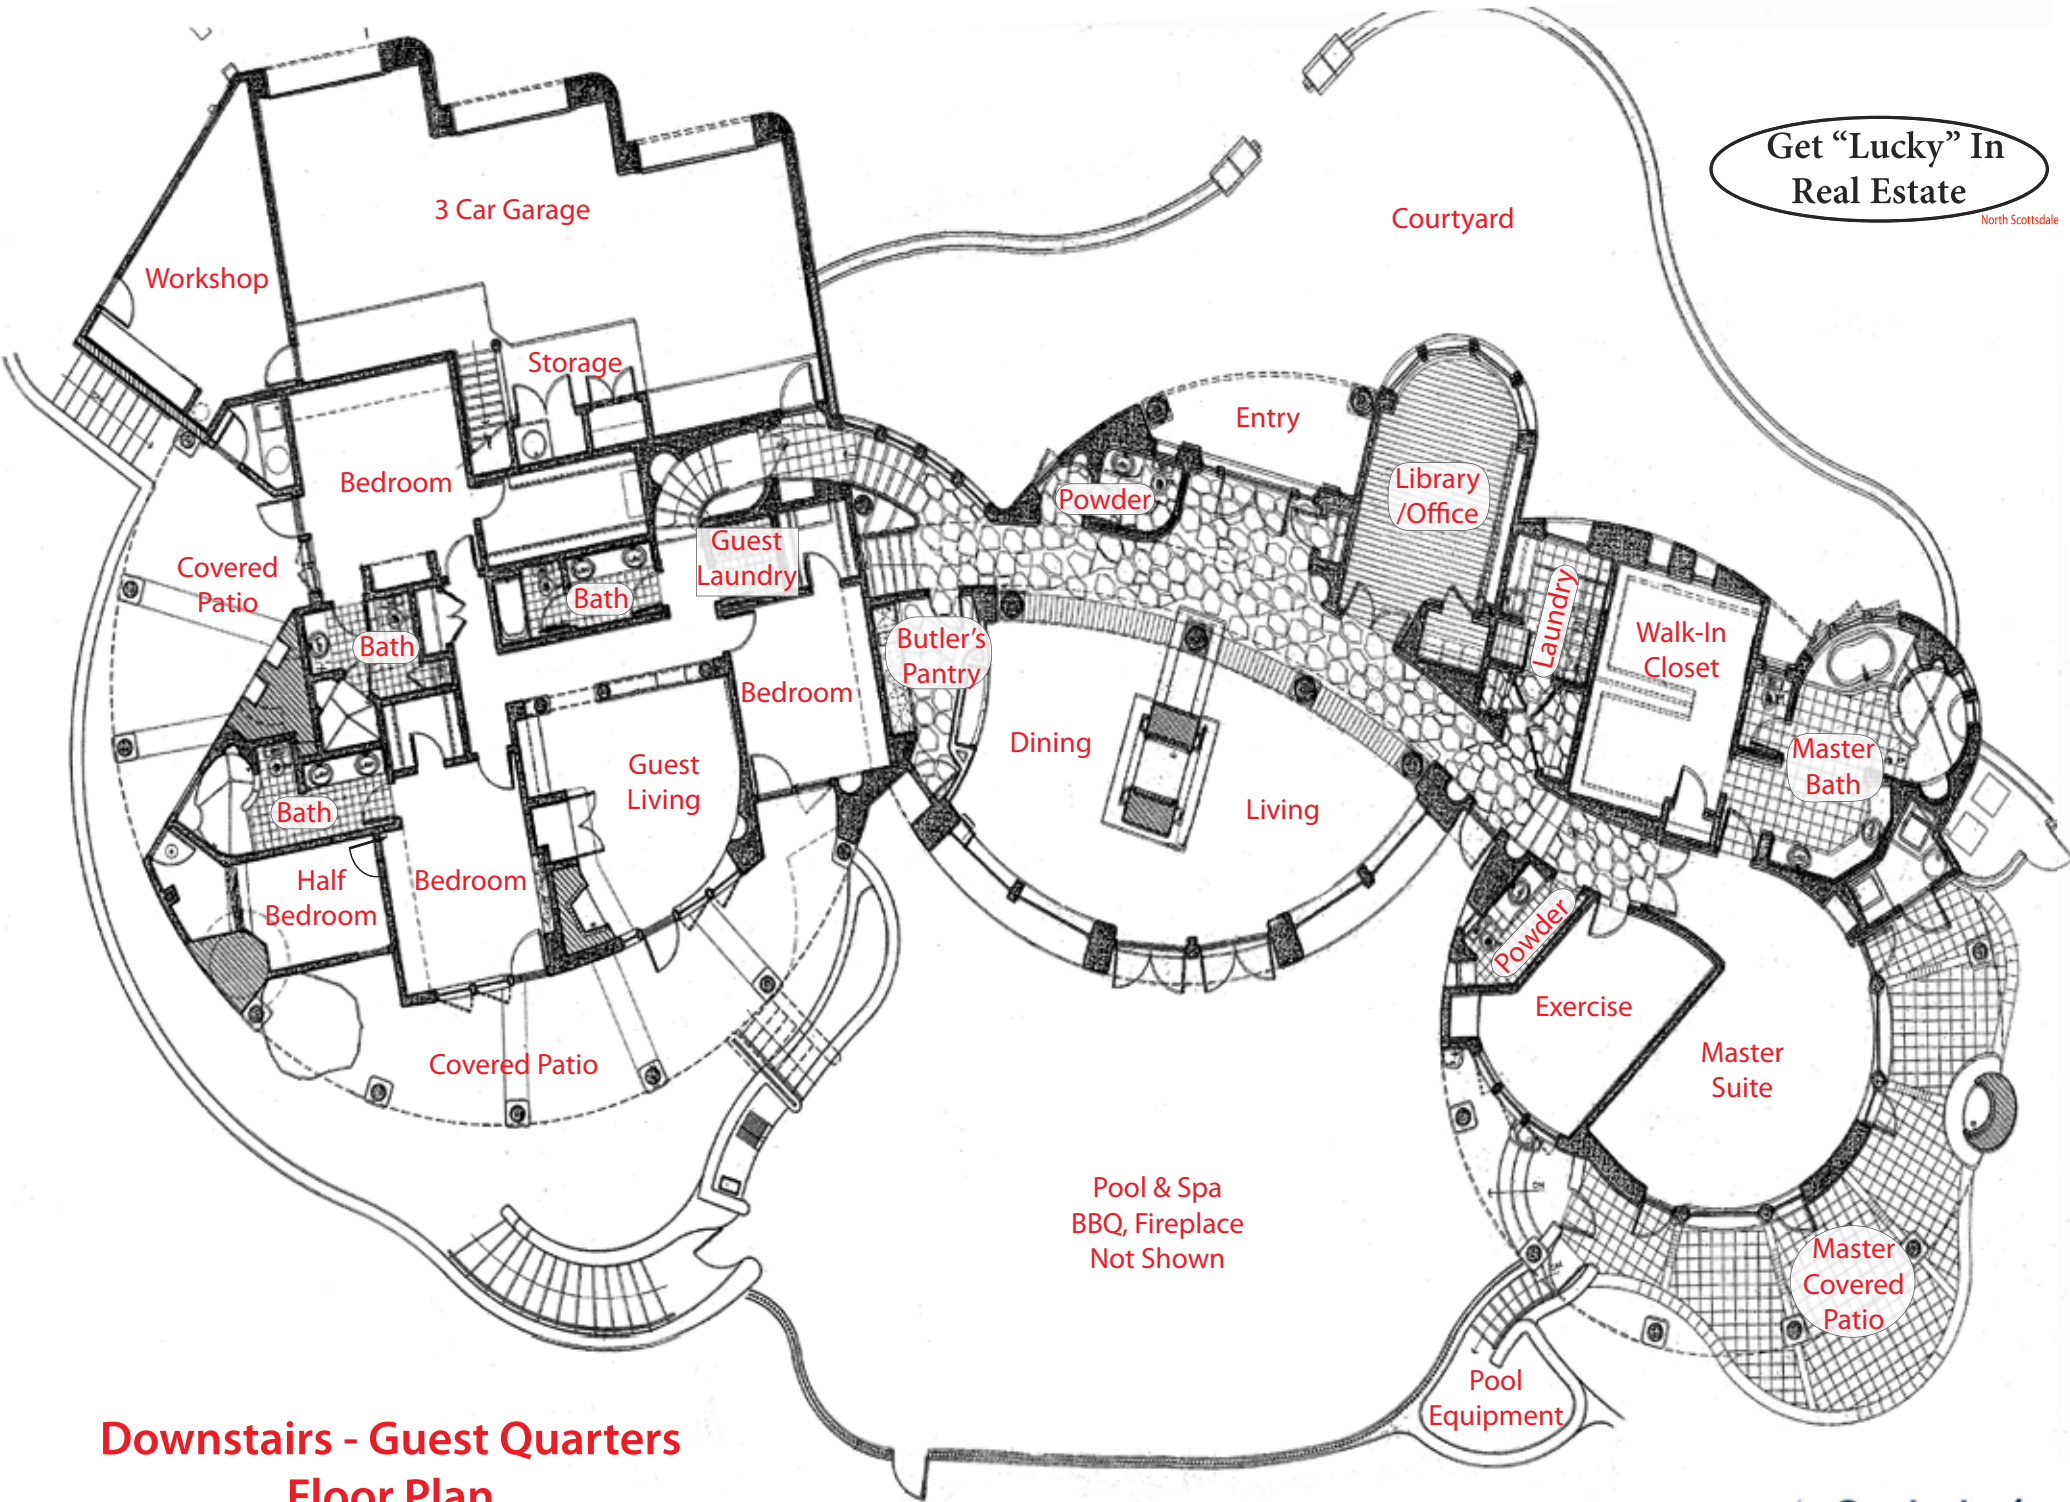 Get “Lucky” In
Real Estate
North Scottsdale
3 Car Garage
Courtyard
Workshop
Storage
Entry
Bedroom
Library
/Office
Powder
Guest
Laundry
Covered
Patio
Bath
Bath
Butler’s
Pantry
Laundry
Walk-In
Closet
Bedroom
Dining
Guest
Living
Living
Master
Bath
Bath
Half
Bedroom
Bedroom
Powder
Exercise
Master
Suite
Covered Patio
Pool & Spa
BBQ, Fireplace
Not Shown
Master
Covered
Patio
Pool
Equipment
Downstairs - Guest Quarters
Floor Plan